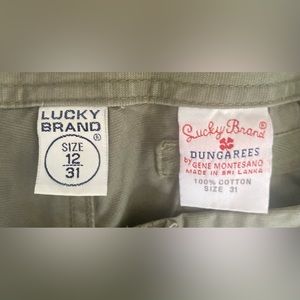 LUCKY
BRAND®
SIZE
12
31
Lucky Brand®
DUNGAREES
by GENE MONTESANO
MADE IN SRI LANKA
100% COTTON
SIZE 31